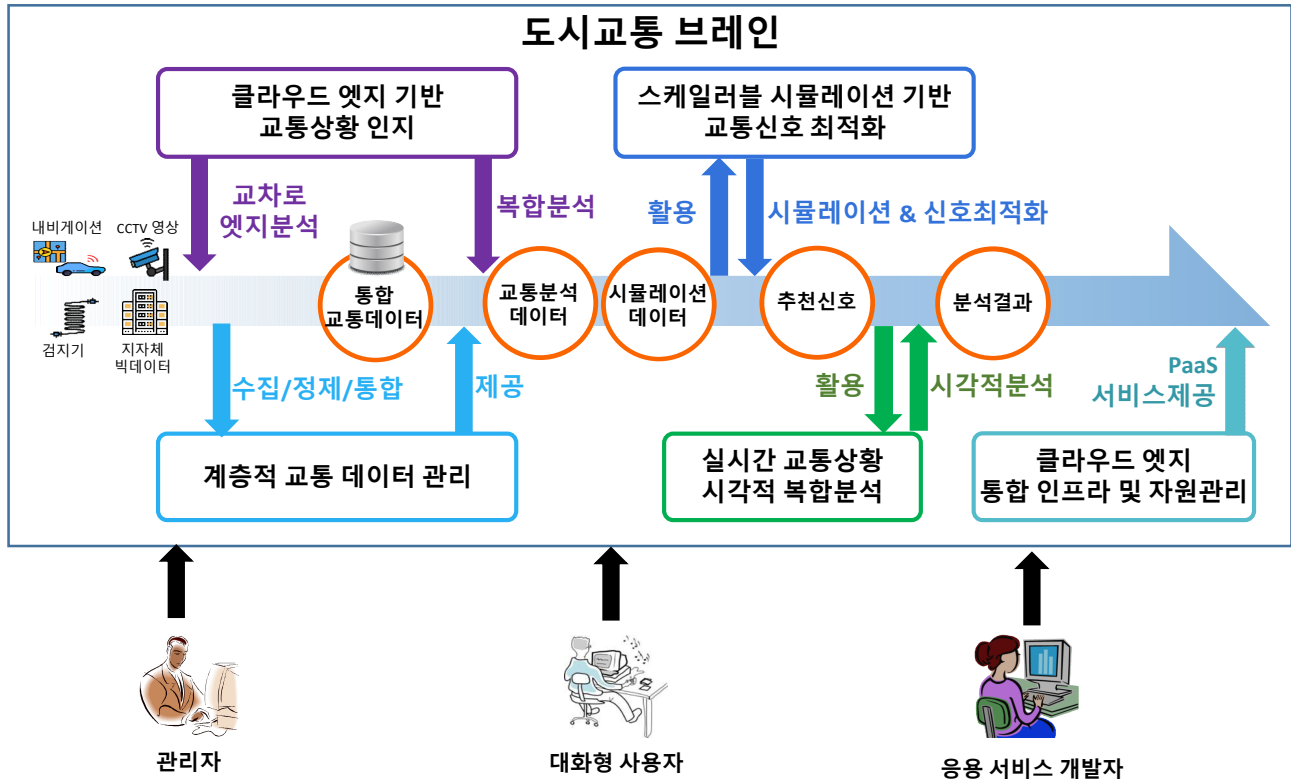 도시교통 브레인
클라우드 엣지 기반
교통상황 인지
스케일러블 시뮬레이션 기반
교통신호 최적화
교차로
엣지분석
복합분석
활용
시뮬레이션 & 신호최적화
내비게이션
CCTV 영상
검지기
지자체
빅데이터
통합
교통데이터
교통분석
데이터
시뮬레이션
데이터
추천신호
분석결과
수집/정제/통합
제공
활용
시각적분석
PaaS
서비스제공
계층적 교통 데이터 관리
실시간 교통상황
시각적 복합분석
클라우드 엣지
통합 인프라 및 자원관리
관리자
대화형 사용자
응용 서비스 개발자